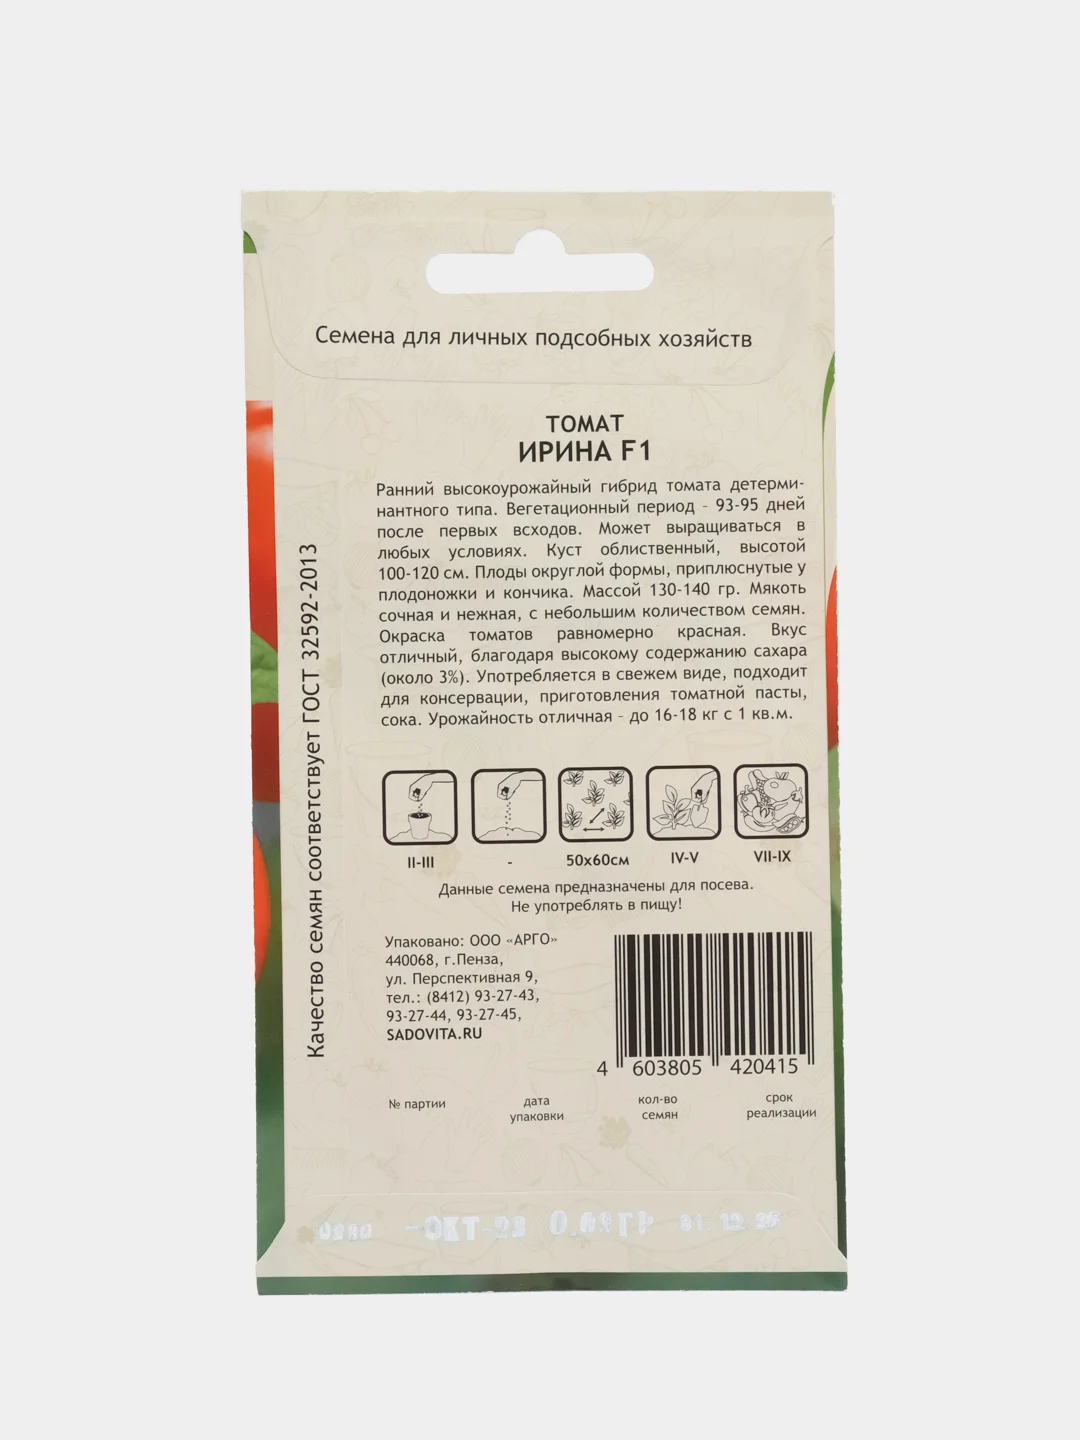 Семена для личных подсобных хозяйств
ТОМАТ
ИРИНА F1
Ранний высокоурожайный гибрид томата детерми-
нантного типа. Вегетационный период - 93-95 дней
после первых всходов. Может выращиваться в
любых условиях. Куст облиственный, высотой
100-120 см. Плоды округлой формы, приплюснутые у
плодоножки и кончика. Массой 130-140 гр. Мякоть
сочная и нежная, с небольшим количеством семян.
Окраска томатов равномерно красная. Вкус
отличный, благодаря высокому содержанию сахара
(около 3%). Употребляется в свежем виде, подходит
для консервации, приготовления томатной пасты,
сока. Урожайность отличная - до 16-18 кг с 1 кв.м.
Качество семян соответствует ГОСТ 32592-2013
II-III
-
50х60см
IV-V
VII-IX
Данные семена предназначены для посева.
Не употреблять в пищу!
Упаковано: ООО «АРГО»
440068, г.Пенза,
ул. Перспективная 9,
тел.: (8412) 93-27-43,
93-27-44, 93-27-45,
SADOVITA.RU
4 603805 420415
№ партии
дата
упаковки
кол-во
семян
срок
реализации